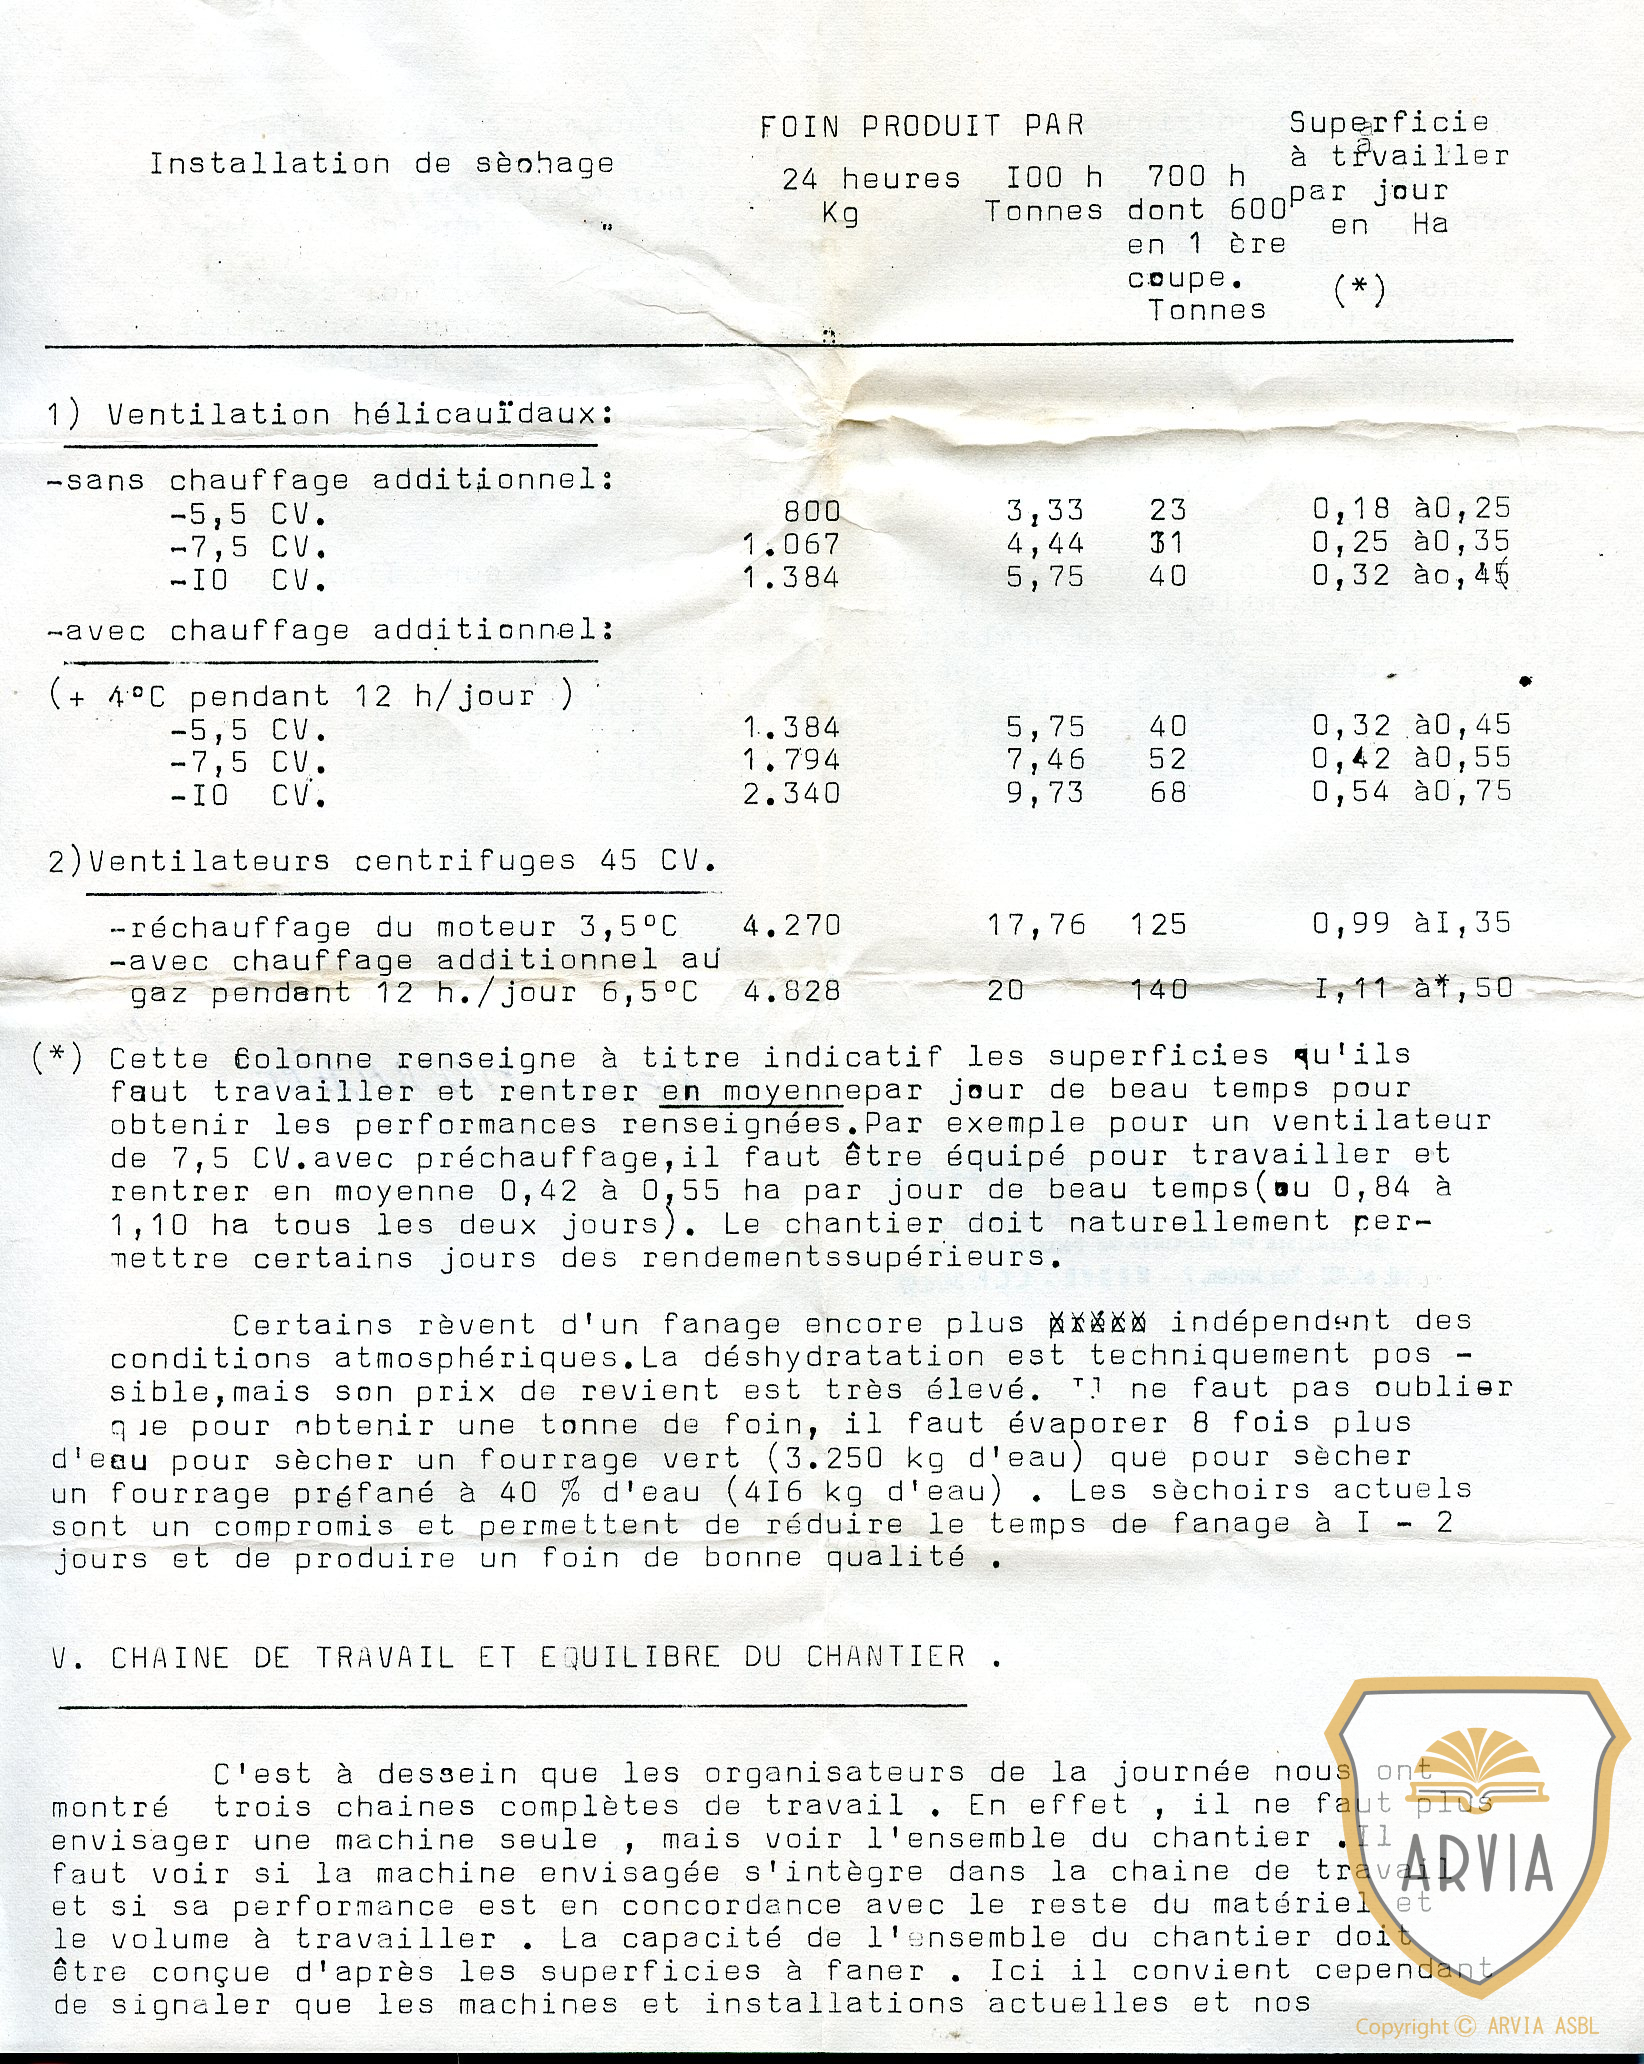 FOIN PRODUIT PAR Superficie
Installation de sèchage à travailler
24 heures I00 h 700 h par jour
Kg Tonnes dont 600 en Ha
en 1 ère
coupe. (*)
Tonnes
1) Ventilation hélicauïdaux:
-sans chauffage additionnel:
-5,5 CV. 800 3,33 23 0,18 à0,25
-7,5 CV. 1.067 4,44 31 0,25 à0,35
-I0 CV. 1.384 5,75 40 0,32 ào,45
-avec chauffage additionnel:
(+ 4°C pendant 12 h/jour )
-5,5 CV. 1.384 5,75 40 0,32 à0,45
-7,5 CV. 1.794 7,46 52 0,42 à0,55
-I0 CV. 2.340 9,73 68 0,54 à0,75
2)Ventilateurs centrifuges 45 CV.
-réchauffage du moteur 3,5°C 4.270 17,76 125 0,99 àI,35
-avec chauffage additionnel au
gaz pendant 12 h./jour 6,5°C 4.828 20 140 I,11 à1,50
(*) Cette Colonne renseigne à titre indicatif les superficies qu'ils
faut travailler et rentrer en moyennepar jour de beau temps pour
obtenir les performances renseignées.Par exemple pour un ventilateur
de 7,5 CV.avec préchauffage,il faut être équipé pour travailler et
rentrer en moyenne 0,42 à 0,55 ha par jour de beau temps(ou 0,84 à
1,10 ha tous les deux jours). Le chantier doit naturellement per-
mettre certains jours des rendementssupérieurs.
Certains rèvent d'un fanage encore plus indépendant des
conditions atmosphériques.La déshydratation est techniquement pos -
sible,mais son prix de revient est très élevé. Il ne faut pas oublier
que pour obtenir une tonne de foin, il faut évaporer 8 fois plus
d'eau pour sècher un fourrage vert (3.250 kg d'eau) que pour sècher
un fourrage préfané à 40 % d'eau (4I6 kg d'eau) . Les sèchoirs actuels
sont un compromis et permettent de réduire le temps de fanage à I - 2
jours et de produire un foin de bonne qualité .
V. CHAINE DE TRAVAIL ET EQUILIBRE DU CHANTIER .
C'est à dessein que les organisateurs de la journée nous ont
montré trois chaines complètes de travail . En effet , il ne faut plus
envisager une machine seule , mais voir l'ensemble du chantier .Il
faut voir si la machine envisagée s'intègre dans la chaine de travail
et si sa performance est en concordance avec le reste du matériel et
le volume à travailler . La capacité de l'ensemble du chantier doit
être conçue d'après les superficies à faner . Ici il convient cependant
de signaler que les machines et installations actuelles et nos
ARVIA
Copyright © ARVIA ASBL